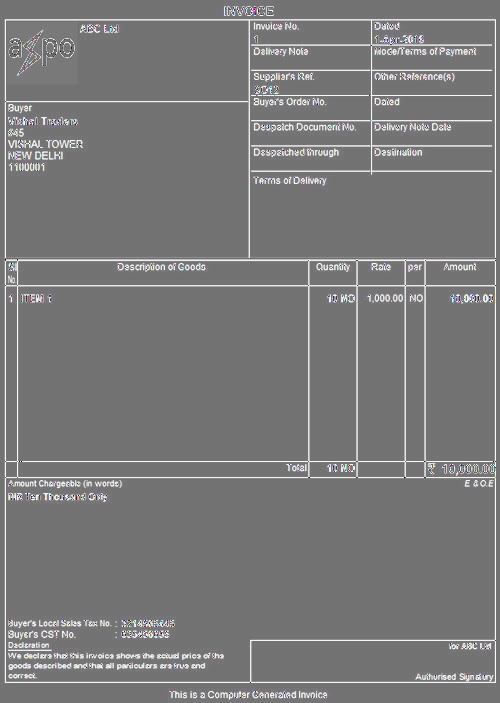 INVOICE
ABC Ltd
Invoice No.
1
Dated
1-Apr-2013
Delivery Note
Mode/Terms of Payment
Supplier's Ref.
Other Reference(s)
Buyer's Order No.
Dated
Despatch Document No.
Delivery Note Date
Despatched through
Destination
Terms of Delivery
Buyer
Vishal Traders
#45
VISHAL TOWER
NEW DELHI
1100001
Sl No. Description of Goods Quantity Rate per Amount
1 ITEM 1 10 NO 1,000.00 NO 10,000.00
Total 10 NO ₹ 10,000.00
Amount Chargeable (in words) E & O.E
INR Ten Thousand Only
Buyer's Local Sales Tax No. :
Buyer's CST No. :
Declaration
We declare that this invoice shows the actual price of the
goods described and that all particulars are true and
correct.
for ABC Ltd
Authorised Signatory
This is a Computer Generated Invoice